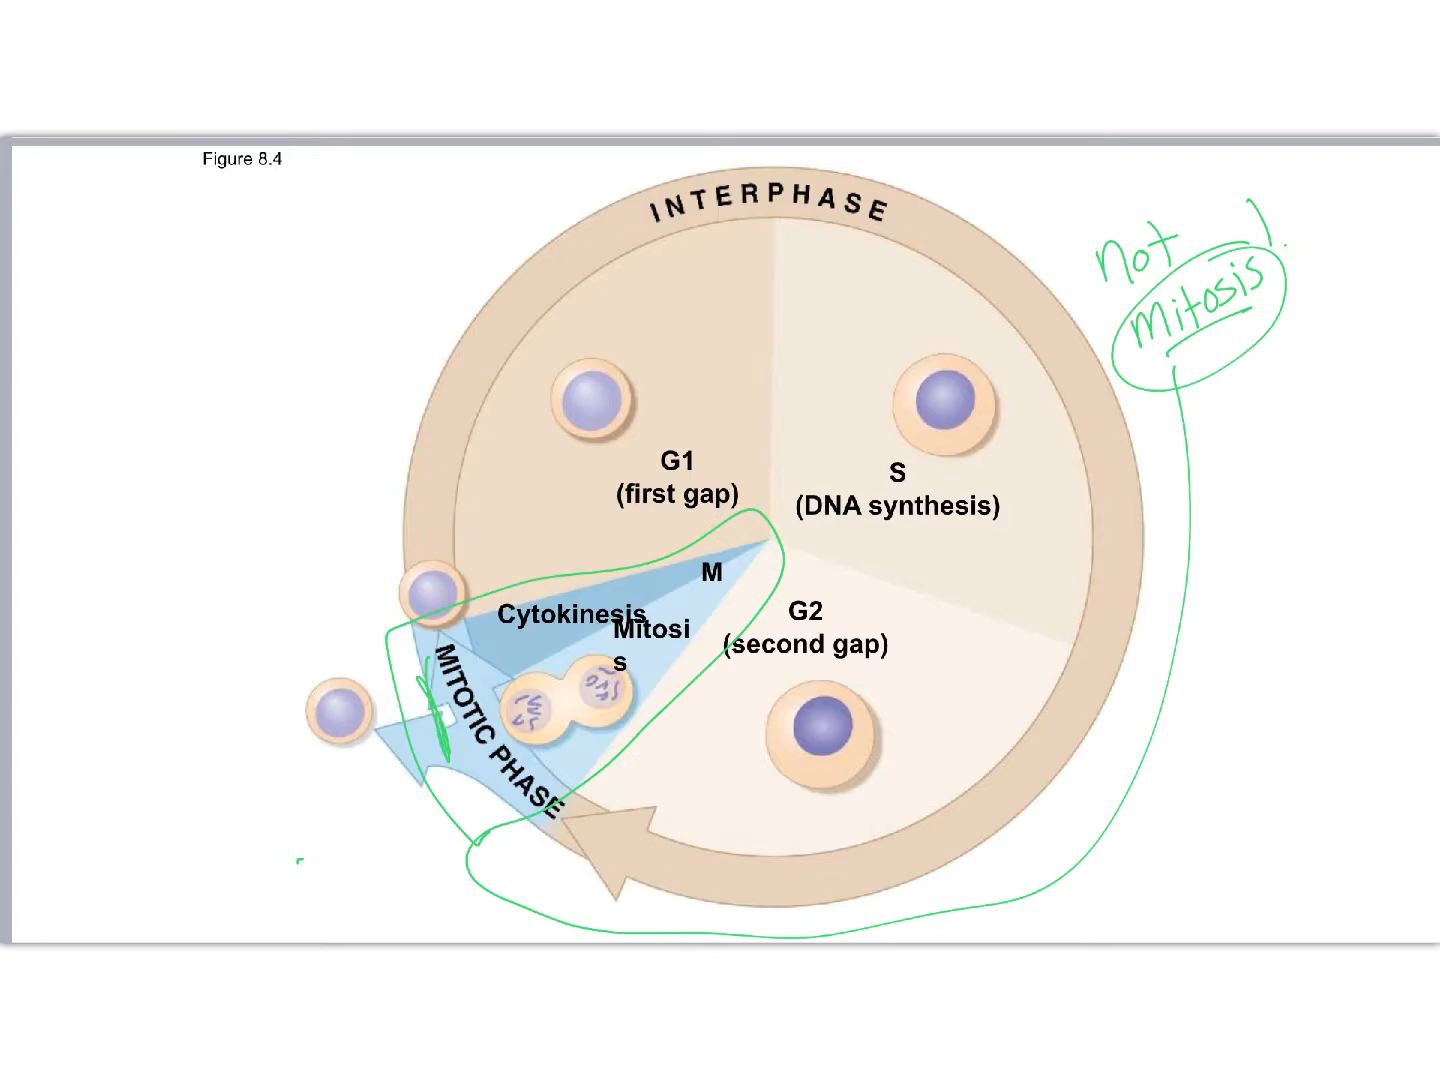 Figure 8.4
INTERPHASE
not
mitosis
G1
(first gap)
S
(DNA synthesis)
M
Cytokinesis
Mitosi
s
G2
(second gap)
MITOTIC PHASE